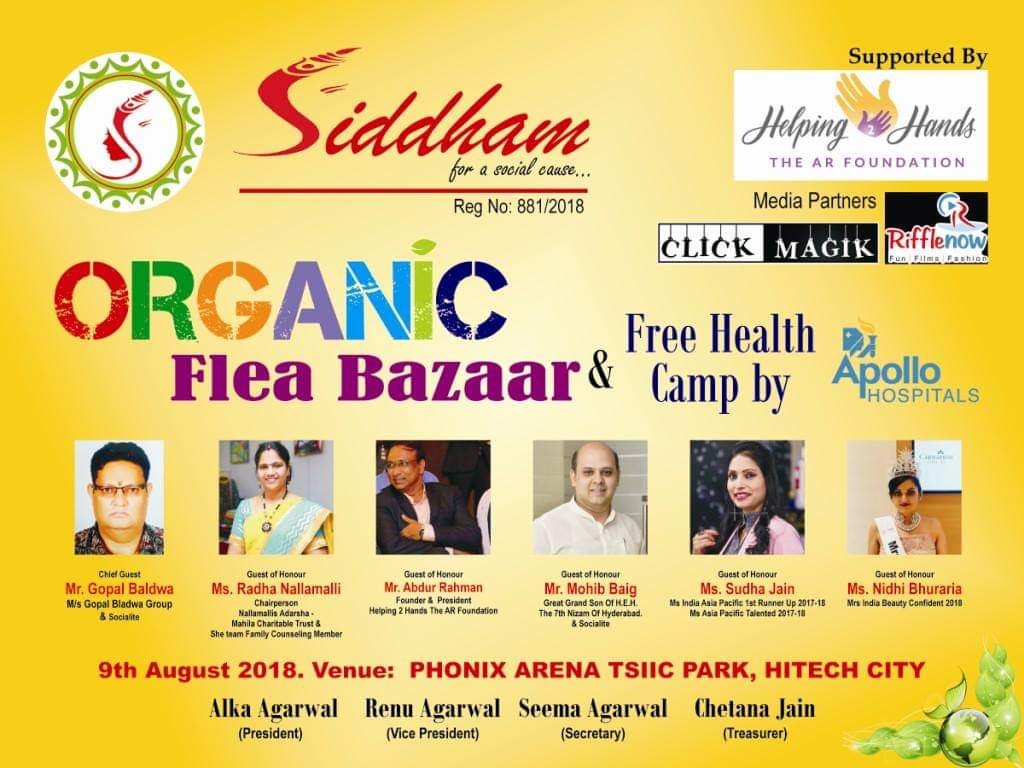 Siddham
for a social cause...
Reg No: 881/2018
Supported By
Helping 2 Hands
THE AR FOUNDATION
Media Partners
CLICK MAGIK
Rifflenow
Fun | Films | Fashion
ORGANIC
Flea Bazaar &
Free Health
Camp by
Apollo
HOSPITALS
Chief Guest
Mr. Gopal Baldwa
M/s Gopal Bladwa Group
& Socialite
Guest of Honour
Ms. Radha Nallamalli
Chairperson
Nallamallis Adarsha -
Mahila Charitable Trust &
She team Family Counseling Member
Guest of Honour
Mr. Abdur Rahman
Founder & President
Helping 2 Hands The AR Foundation
Guest of Honour
Mr. Mohib Baig
Great Grand Son Of H.E.H.
The 7th Nizam Of Hyderabad.
& Socialite
Guest of Honour
Ms. Sudha Jain
Ms India Asia Pacific 1st Runner Up 2017-18
Ms Asia Pacific Talented 2017-18
Guest of Honour
Ms. Nidhi Bhuraria
Mrs India Beauty Confident 2018
9th August 2018. Venue: PHONIX ARENA TSIIC PARK, HITECH CITY
Alka Agarwal
(President)
Renu Agarwal
(Vice President)
Seema Agarwal
(Secretary)
Chetana Jain
(Treasurer)